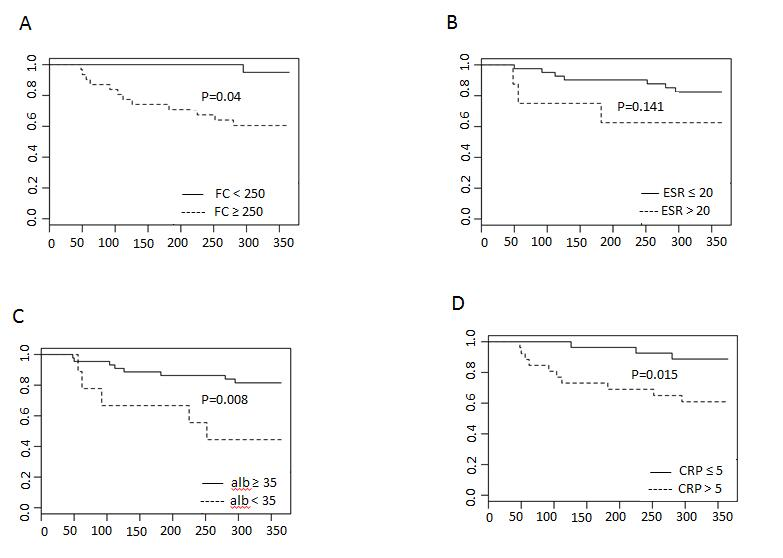 A
1.0
0.8
0.6
0.4
0.2
0.0
P=0.04
FC < 250
FC ≥ 250
0 50 100 150 200 250 300 350
B
1.0
0.8
0.6
0.4
0.2
0.0
P=0.141
ESR ≤ 20
ESR > 20
0 50 100 150 200 250 300 350
C
1.0
0.8
0.6
0.4
0.2
0.0
P=0.008
alb ≥ 35
alb < 35
0 50 100 150 200 250 300 350
D
1.0
0.8
0.6
0.4
0.2
0.0
P=0.015
CRP ≤ 5
CRP > 5
0 50 100 150 200 250 300 350